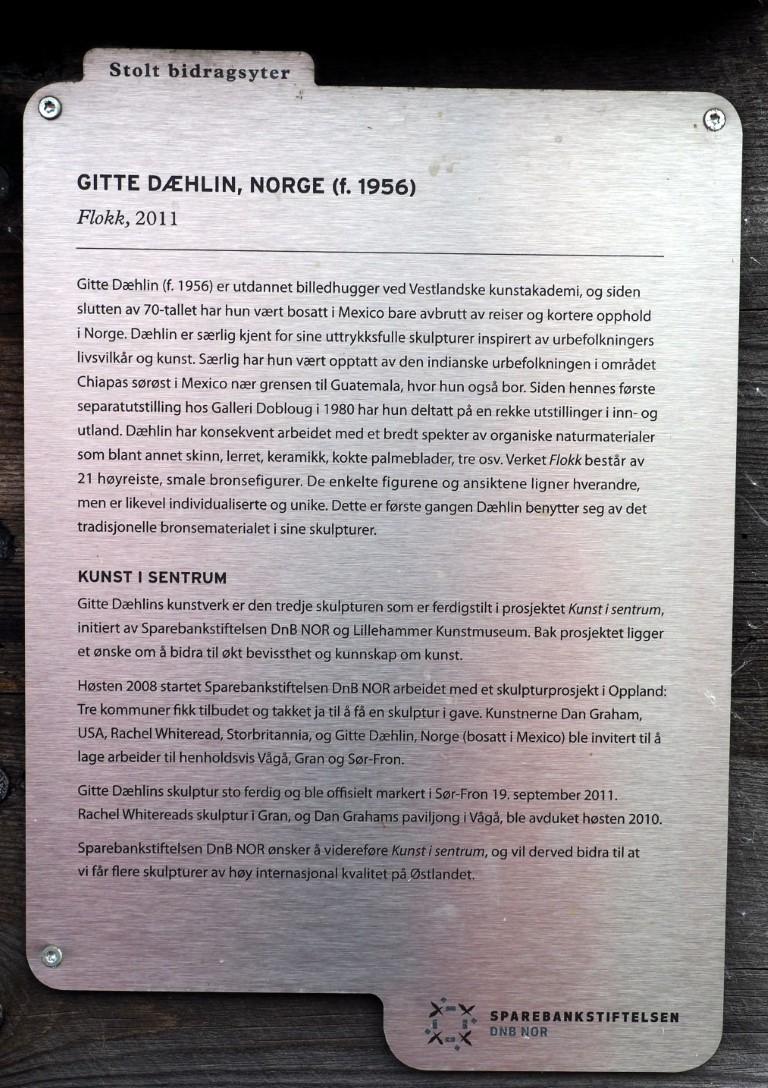 Stolt bidragsyter
GITTE DÆHLIN, NORGE (f. 1956)
Flokk, 2011
Gitte Dæhlin (f. 1956) er utdannet billedhugger ved Vestlandske kunstakademi, og siden
slutten av 70-tallet har hun vært bosatt i Mexico bare avbrutt av reiser og kortere opphold
i Norge. Dæhlin er særlig kjent for sine uttrykksfulle skulpturer inspirert av urbefolkningers
livsvilkår og kunst. Særlig har hun vært opptatt av den indianske urbefolkningen i området
Chiapas sørøst i Mexico nær grensen til Guatemala, hvor hun også bor. Siden hennes første
separatutstilling hos Galleri Dobloug i 1980 har hun deltatt på en rekke utstillinger i inn- og
utland. Dæhlin har konsekvent arbeidet med et bredt spekter av organiske naturmaterialer
som blant annet skinn, lerret, keramikk, kokte palmeblader, tre osv. Verket Flokk består av
21 høyreiste, smale bronsefigurer. De enkelte figurene og ansiktene ligner hverandre,
men er likevel individualiserte og unike. Dette er første gangen Dæhlin benytter seg av det
tradisjonelle bronsematerialet i sine skulpturer.
KUNST I SENTRUM
Gitte Dæhlins kunstverk er den tredje skulpturen som er ferdigstilt i prosjektet Kunst i sentrum,
initiert av Sparebankstiftelsen DnB NOR og Lillehammer Kunstmuseum. Bak prosjektet ligger
et ønske om å bidra til økt bevissthet og kunnskap om kunst.
Høsten 2008 startet Sparebankstiftelsen DnB NOR arbeidet med et skulpturprosjekt i Oppland:
Tre kommuner fikk tilbudet og takket ja til å få en skulptur i gave. Kunstnerne Dan Graham,
USA, Rachel Whiteread, Storbritannia, og Gitte Dæhlin, Norge (bosatt i Mexico) ble invitert til å
lage arbeider til henholdsvis Vågå, Gran og Sør-Fron.
Gitte Dæhlins skulptur sto ferdig og ble offisielt markert i Sør-Fron 19. september 2011.
Rachel Whitereads skulptur i Gran, og Dan Grahams paviljong i Vågå, ble avduket høsten 2010.
Sparebankstiftelsen DnB NOR ønsker å videreføre Kunst i sentrum, og vil derved bidra til at
vi får flere skulpturer av høy internasjonal kvalitet på Østlandet.
SPAREBANKSTIFTELSEN
DNB NOR